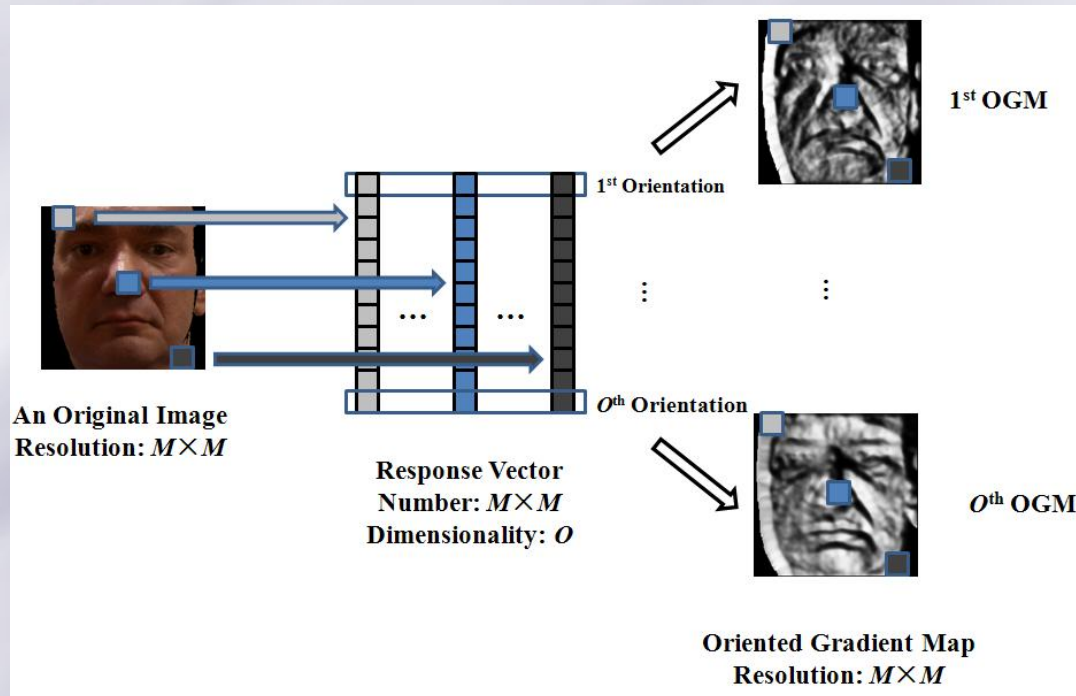 1st OGM
1st Orientation
...
...
⋮
⋮
Oth Orientation
An Original Image
Resolution: M×M
Response Vector
Number: M×M
Dimensionality: O
Oth OGM
Oriented Gradient Map
Resolution: M×M